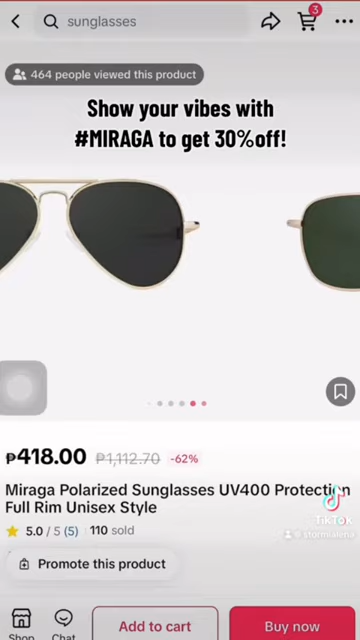 sunglasses
3
464 people viewed this product
Show your vibes with
#MIRAGA to get 30%off!
₱418.00 ₱1,112.70 -62%
Miraga Polarized Sunglasses UV400 Protection
Full Rim Unisex Style
5.0 / 5 (5) 110 sold
TikTok
Promote this product
Shop
Chat
Add to cart
Buy now